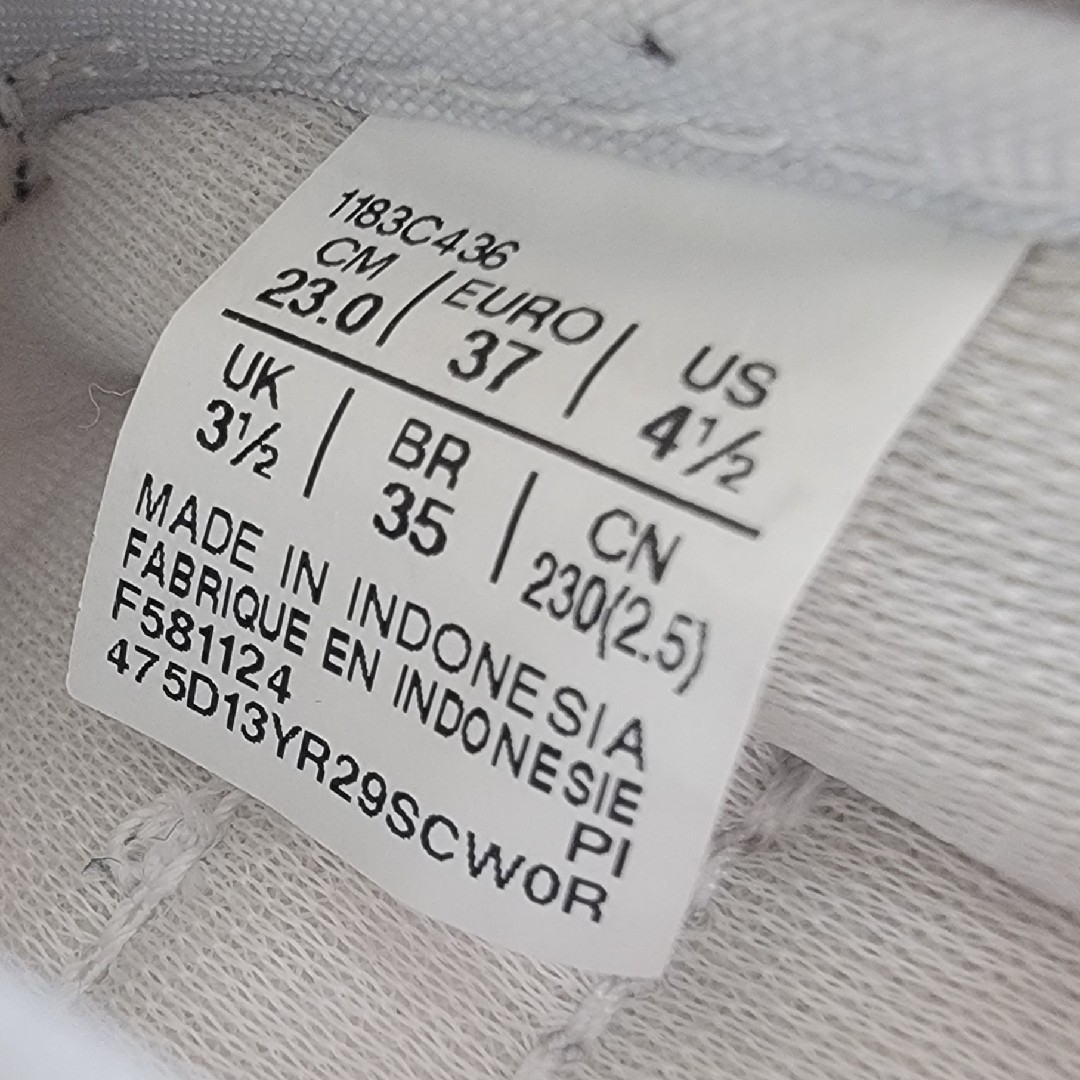 1183C436
CM / EURO / US
23.0 / 37 / 4½
UK | BR | CN
3½ | 35 | 230(2.5)
MADE IN INDONESIA
FABRIQUE EN INDONESIE
F581124 PI
475D13YR29SCWOR